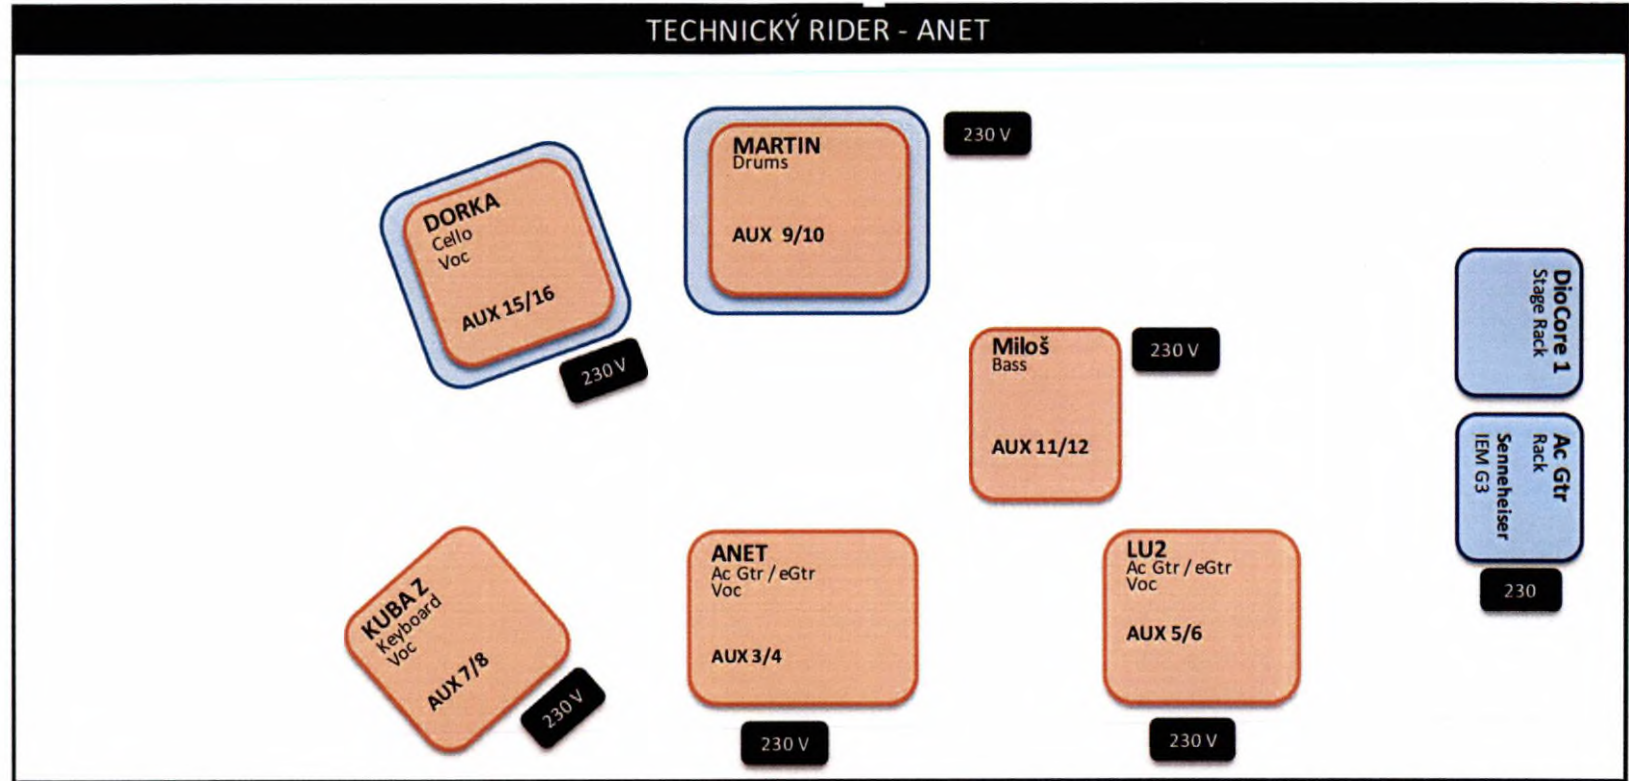 TECHNICKÝ RIDER - ANET
MARTIN
Drums
AUX 9/10
230 V
DORKA
Cello
Voc
AUX 15/16
230 V
Miloš
Bass
AUX 11/12
230 V
DioCore 1
Stage Rack
Ac Gtr
Rack
Senneheiser
IEM G3
230
KUBA Z
Keyboard
Voc
AUX 7/8
230 V
ANET
Ac Gtr / eGtr
Voc
AUX 3/4
230 V
LU2
Ac Gtr / eGtr
Voc
AUX 5/6
230 V